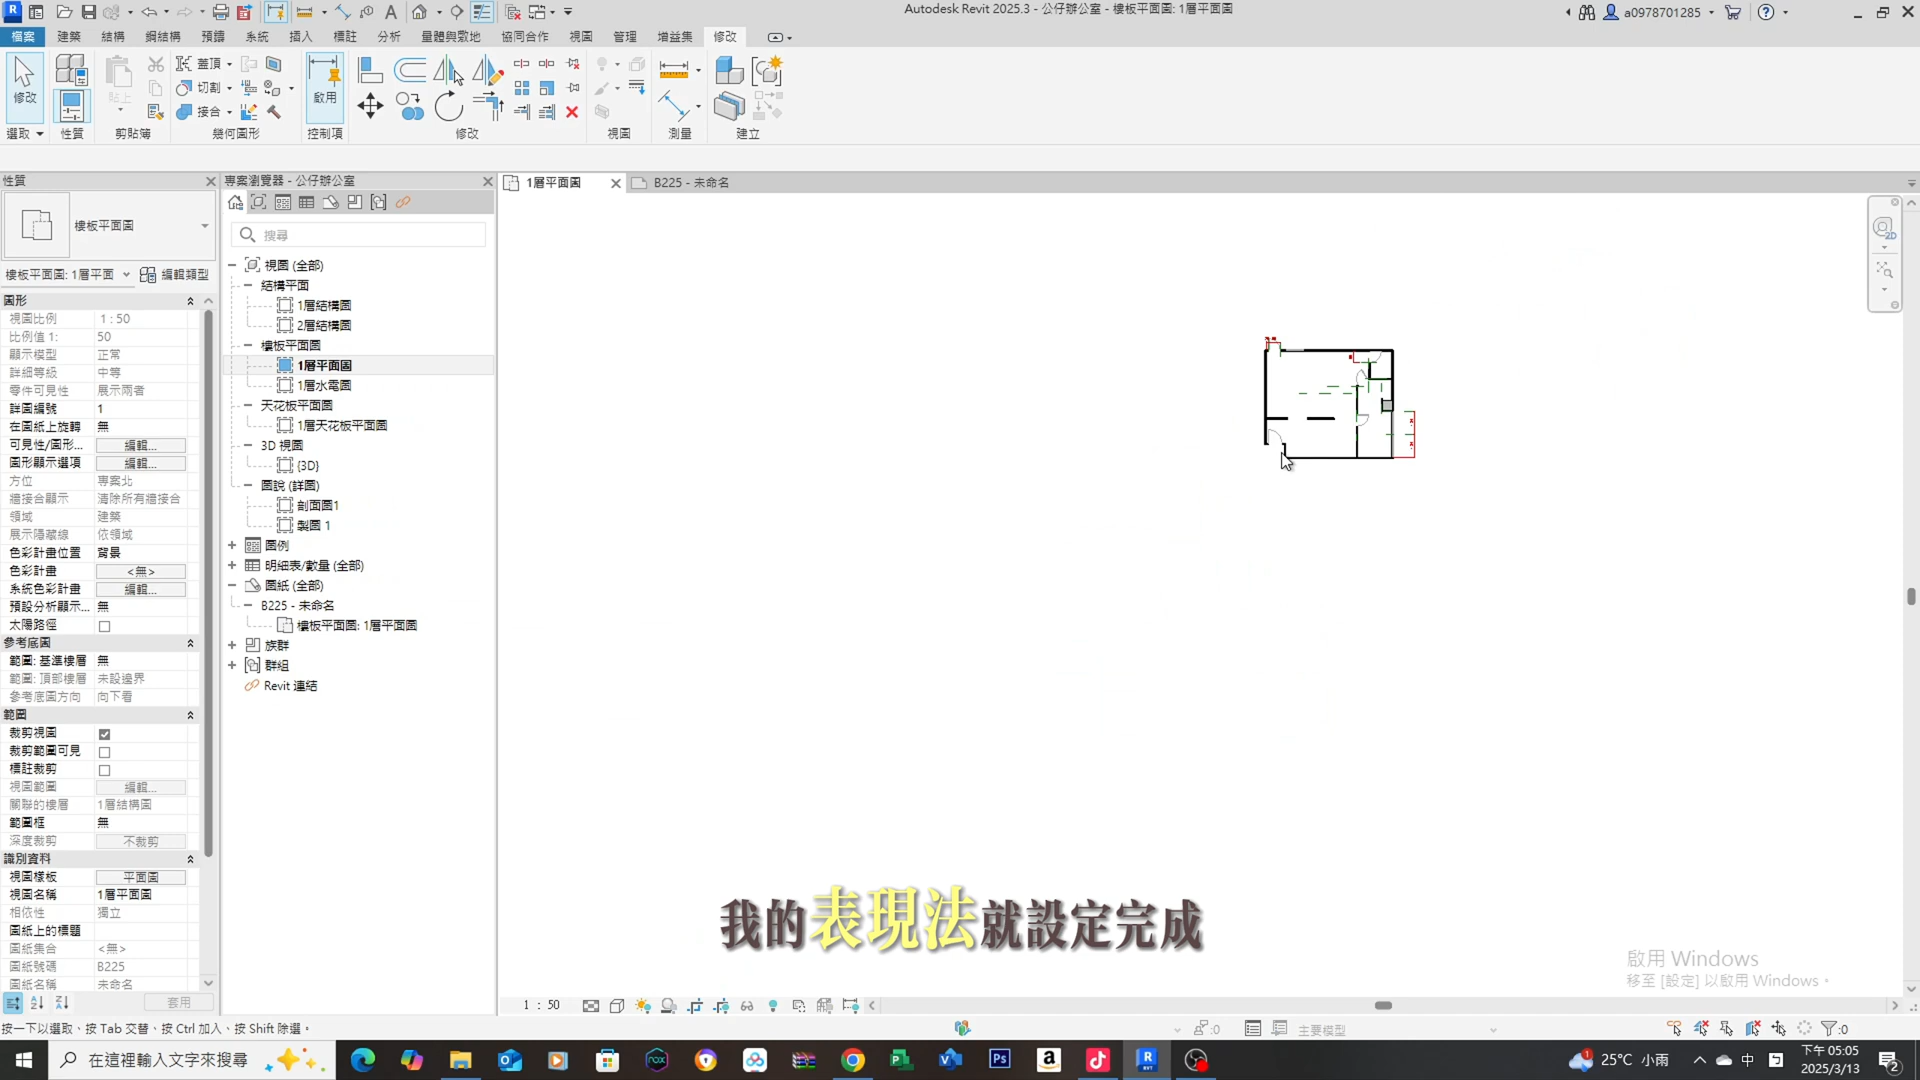 Autodesk Revit 2025.3 - 公仔辦公室 - 樓板平面圖: 1層平面圖
a0978701285
檔案 建築 結構 鋼結構 預鑄 系統 插入 標註 分析 量體與敷地 協同合作 視圖 管理 增益集 修改
修改
貼上
蓋頂
切割
接合
啟用
選取 性質 剪貼簿 幾何圖形 控制項 修改 視圖 測量 建立
性質
樓板平面圖
樓板平面圖: 1層平面 編輯類型
圖形
視圖比例 1 : 50
比例值 1: 50
顯示模型 正常
詳細等級 中等
零件可見性 展示兩者
詳圖編號 1
在圖紙上旋轉 無
可見性/圖形... 編輯...
圖形顯示選項 編輯...
方位 專案北
牆接合顯示 清除所有牆接合
領域 建築
展示隱藏線 依領域
色彩計畫位置 背景
色彩計畫 <無>
系統色彩計畫 編輯...
預設分析顯示... 無
太陽路徑
參考底圖
範圍: 基準樓層 無
範圍: 頂部樓層 未設邊界
參考底圖方向 向下看
範圍
裁剪視圖
裁剪範圍可見
標註裁剪
視圖範圍 編輯...
關聯的樓層 1層結構圖
範圍框 無
深度裁剪 不裁剪
識別資料
視圖樣板 平面圖
視圖名稱 1層平面圖
相依性 獨立
圖紙上的標題
圖紙集合 <無>
圖紙號碼 B225
圖紙名稱 未命名
套用
專案瀏覽器 - 公仔辦公室
搜尋
視圖 (全部)
結構平面
1層結構圖
2層結構圖
樓板平面圖
1層平面圖
1層水電圖
天花板平面圖
1層天花板平面圖
3D 視圖
{3D}
圖說 (詳圖)
剖面圖1
製圖 1
圖例
明細表/數量 (全部)
圖紙 (全部)
B225 - 未命名
樓板平面圖: 1層平面圖
族群
群組
Revit 連結
1層平面圖
B225 - 未命名
2D
我的表現法就設定完成
啟用 Windows
移至 [設定] 以啟用 Windows。
1 : 50
按一下以選取、按 Tab 交替、按 Ctrl 加入、按 Shift 除選。
:0
主要模型
:0
在這裡輸入文字來搜尋
25°C 小雨
中
下午 05:05
2025/3/13
2